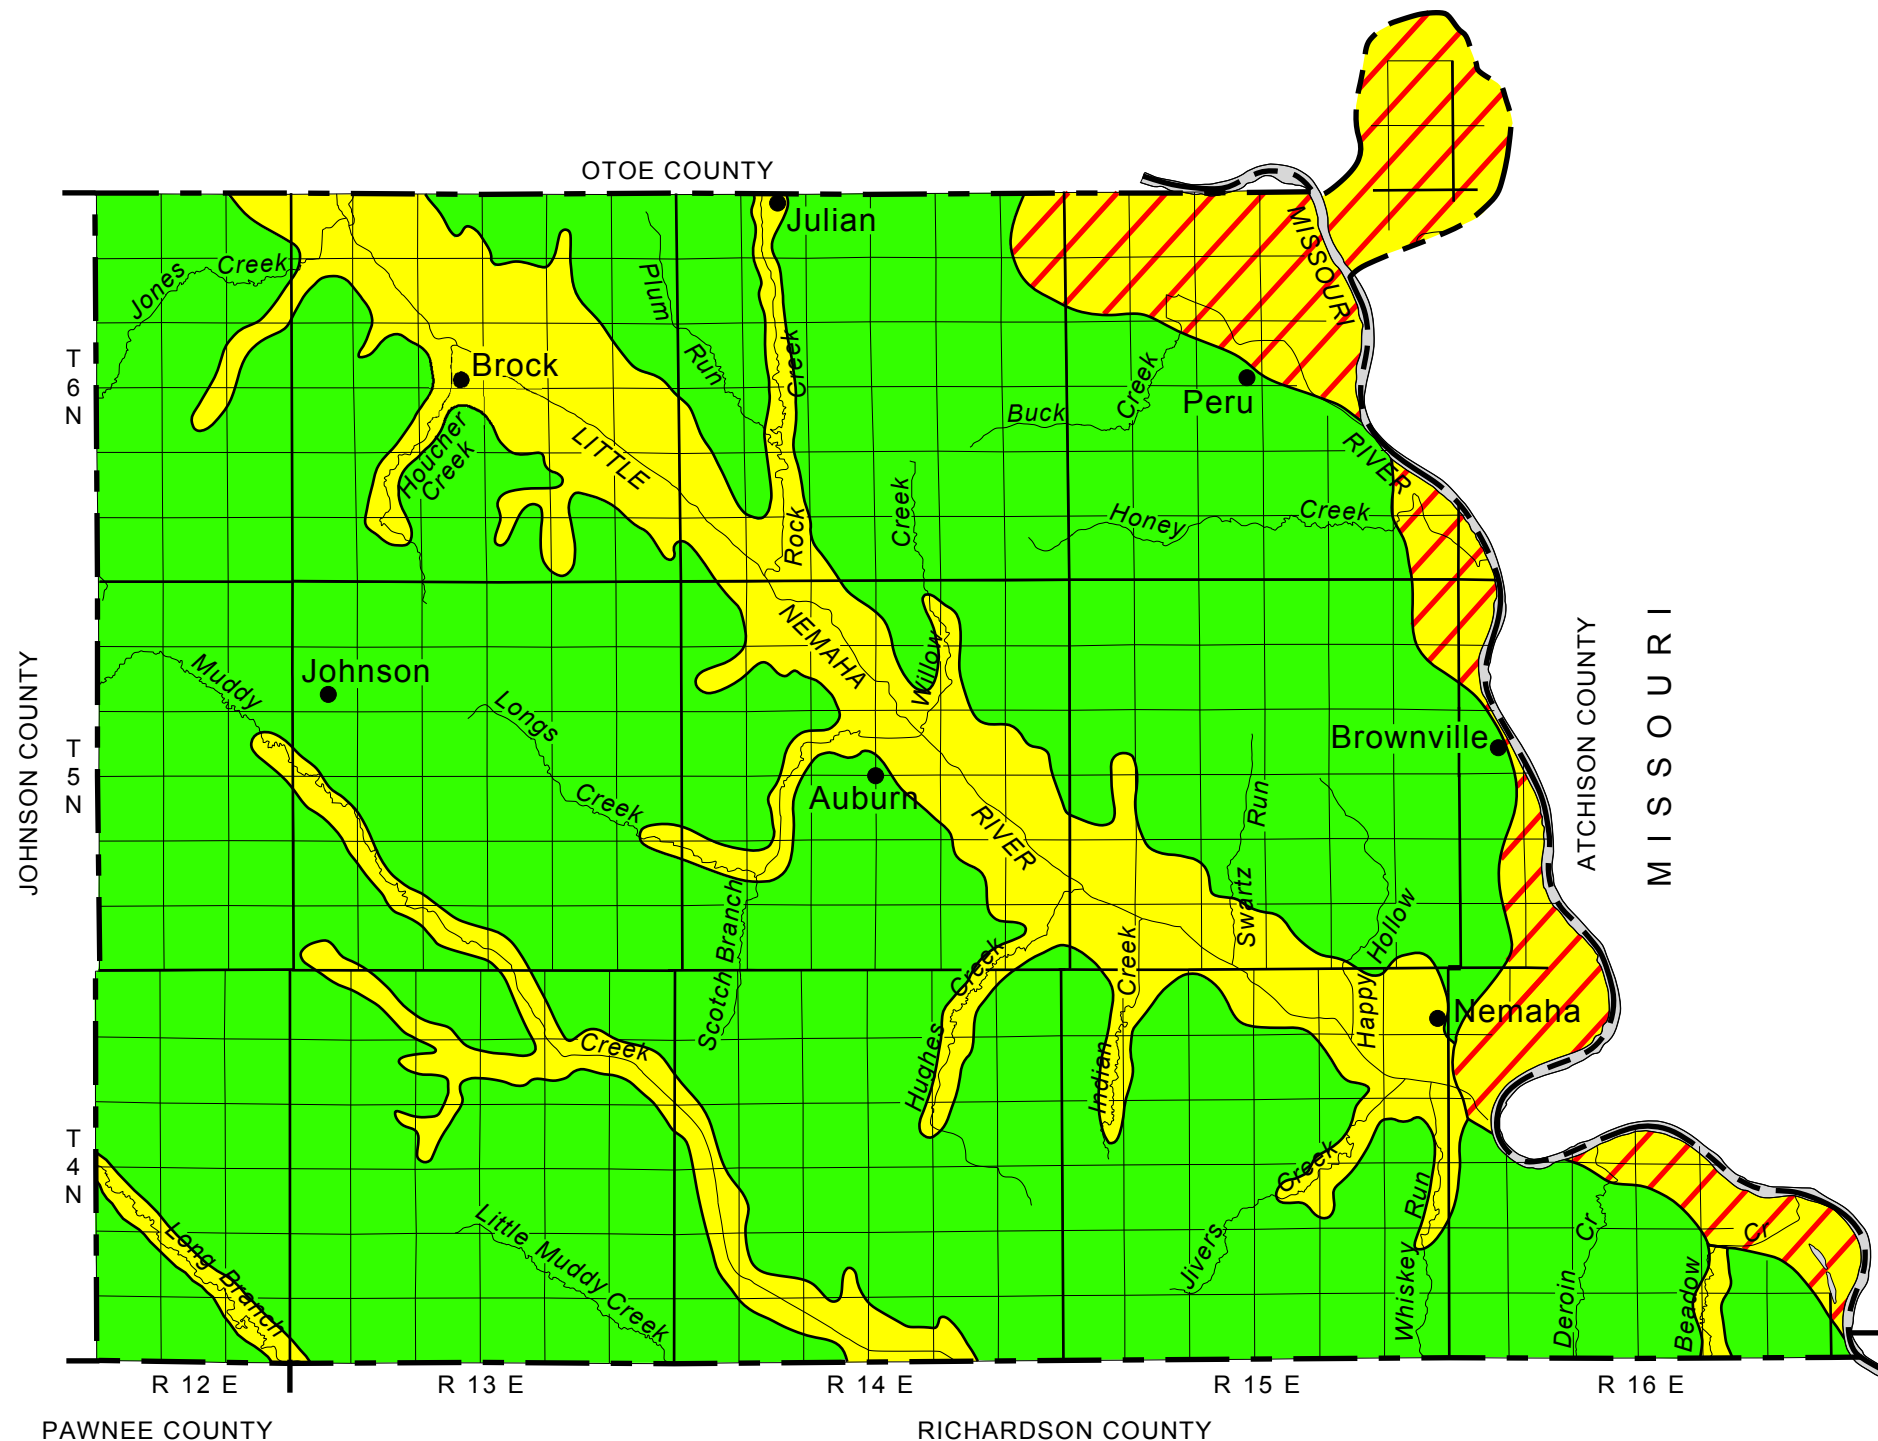 OTOE COUNTY
Julian
MISSOURI
Jones
Creek
Plum
Run
Creek
T
6
N
Brock
Peru
Buck
Creek
Houcher
Creek
LITTLE
RIVER
Creek
Honey
Creek
Rock
NEMAHA
Willow
Muddy
Johnson
Longs
Creek
JOHNSON COUNTY
T
5
N
Brownville
ATCHISON COUNTY
MISSOURI
Auburn
RIVER
Run
Swartz
Scotch Branch
Hollow
Happy
Creek
Hughes
Creek
Indian
Nemaha
Creek
T
4
N
Creek
Jivers
Run
Whiskey
Cr
Deroin
Cr
Beadow
Long Branch
Little Muddy Creek
R 12 E
R 13 E
R 14 E
R 15 E
R 16 E
PAWNEE COUNTY
RICHARDSON COUNTY